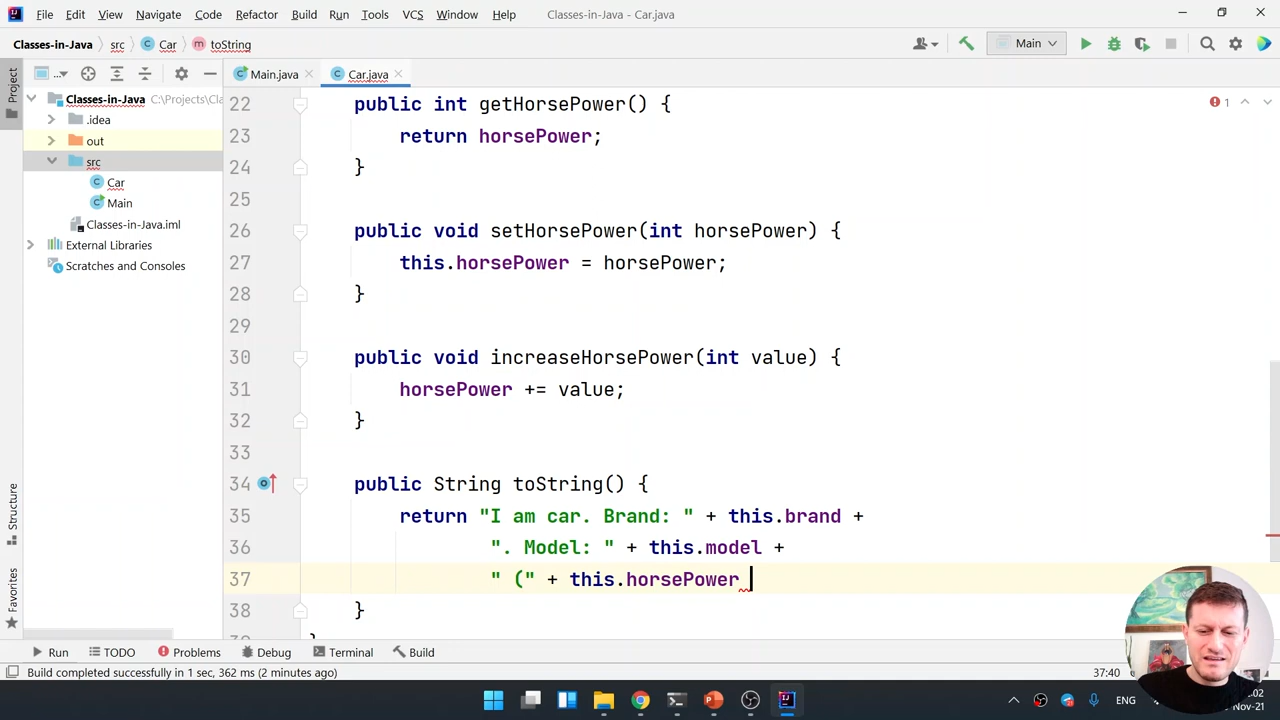 File Edit View Navigate Code Refactor Build Run Tools VCS Window Help Classes-in-Java - Car.java
Classes-in-Java src Car m toString Main
... Main.java Car.java
Project
Classes-in-Java C:\Projects\Cla
.idea
out
src
Car
Main
Classes-in-Java.iml
External Libraries
Scratches and Consoles
Structure
Favorites
1
22 public int getHorsePower() {
23 return horsePower;
24 }
25
26 public void setHorsePower(int horsePower) {
27 this.horsePower = horsePower;
28 }
29
30 public void increaseHorsePower(int value) {
31 horsePower += value;
32 }
33
34 public String toString() {
35 return "I am car. Brand: " + this.brand +
36 ". Model: " + this.model +
37 " (" + this.horsePower
38 }
Run TODO Problems Debug Terminal Build
Build completed successfully in 1 sec, 362 ms (2 minutes ago) 37:40
ENG